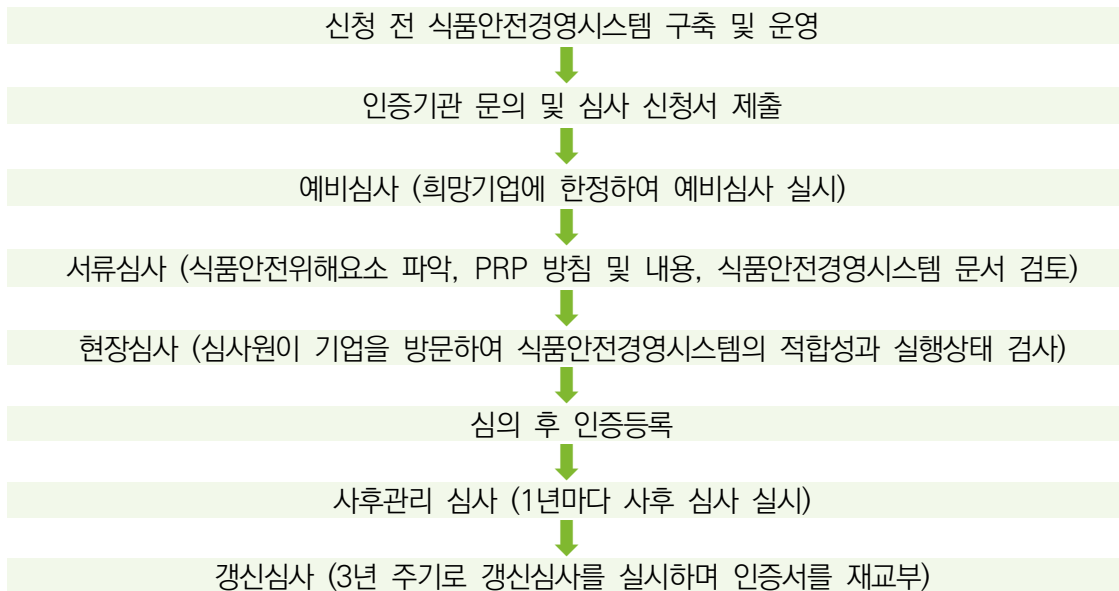 신청 전 식품안전경영시스템 구축 및 운영
인증기관 문의 및 심사 신청서 제출
예비심사 (희망기업에 한정하여 예비심사 실시)
서류심사 (식품안전위해요소 파악, PRP 방침 및 내용, 식품안전경영시스템 문서 검토)
현장심사 (심사원이 기업을 방문하여 식품안전경영시스템의 적합성과 실행상태 검사)
심의 후 인증등록
사후관리 심사 (1년마다 사후 심사 실시)
갱신심사 (3년 주기로 갱신심사를 실시하며 인증서를 재교부)